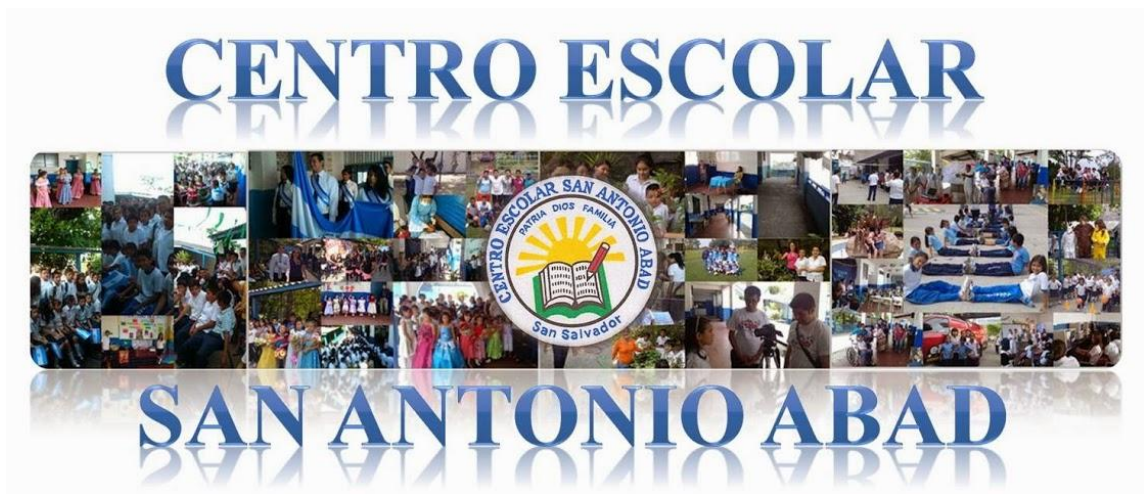 CENTRO ESCOLAR
CENTRO ESCOLAR SAN ANTONIO ABAD
PATRIA DIOS FAMILIA
San Salvador
SAN ANTONIO ABAD